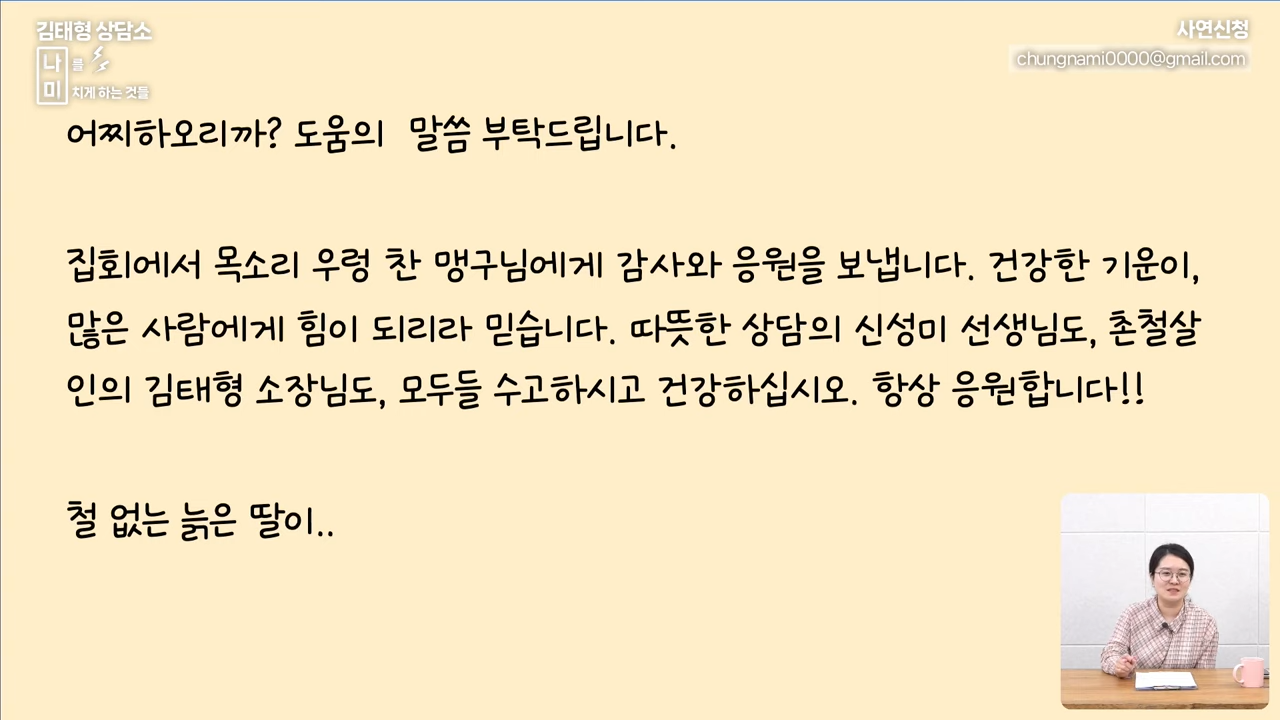 김태형 상담소
나를
미치게 하는 것들
사연신청
chungnami0000@gmail.com
어찌하오리까? 도움의 말씀 부탁드립니다.
집회에서 목소리 우렁 찬 맹구님에게 감사와 응원을 보냅니다. 건강한 기운이,
많은 사람에게 힘이 되리라 믿습니다. 따뜻한 상담의 신성미 선생님도, 촌철살
인의 김태형 소장님도, 모두들 수고하시고 건강하십시오. 항상 응원합니다!!
철 없는 늙은 딸이..